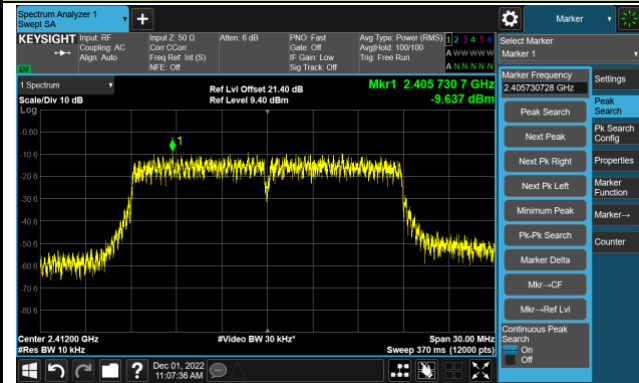 Spectrum Analyzer 1
Swept SA
+
Marker
KEYSIGHT
Input: RF
Coupling: AC
Align: Auto
Input Z: 50 Ω
Corr CCorr
Freq Ref: Int (S)
NFE: Off
Atten: 6 dB
PNO: Fast
Gate: Off
IF Gain: Low
Sig Track: Off
Avg Type: Power (RMS)
Avg|Hold: 100/100
Trig: Free Run
1 2 3 4 5 6
A W W W W W
A N N N N N
Select Marker
Marker 1
1 Spectrum
Scale/Div 10 dB
Log
Ref Lvl Offset 21.40 dB
Ref Level 9.40 dBm
Mkr1 2.405 730 7 GHz
-9.637 dBm
1
-0.60
-10.6
-20.6
-30.6
-40.6
-50.6
-60.6
-70.6
-80.6
Center 2.41200 GHz
#Res BW 10 kHz
#Video BW 30 kHz*
Span 30.00 MHz
Sweep 370 ms (12000 pts)
Marker Frequency
2.405730728 GHz
Peak Search
Next Peak
Next Pk Right
Next Pk Left
Minimum Peak
Pk-Pk Search
Marker Delta
Mkr→CF
Mkr→Ref Lvl
Continuous Peak
Search
On
Off
Settings
Peak
Search
Pk Search
Config
Properties
Marker
Function
Marker→
Counter
?
Dec 01, 2022
11:07:36 AM